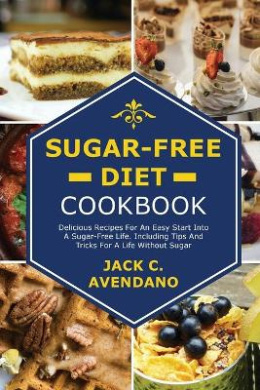 SUGAR-FREE
DIET
COOKBOOK
Delicious Recipes For An Easy Start Into
A Sugar-Free Life. Including Tips And
Tricks For A Life Without Sugar
JACK C.
AVENDANO